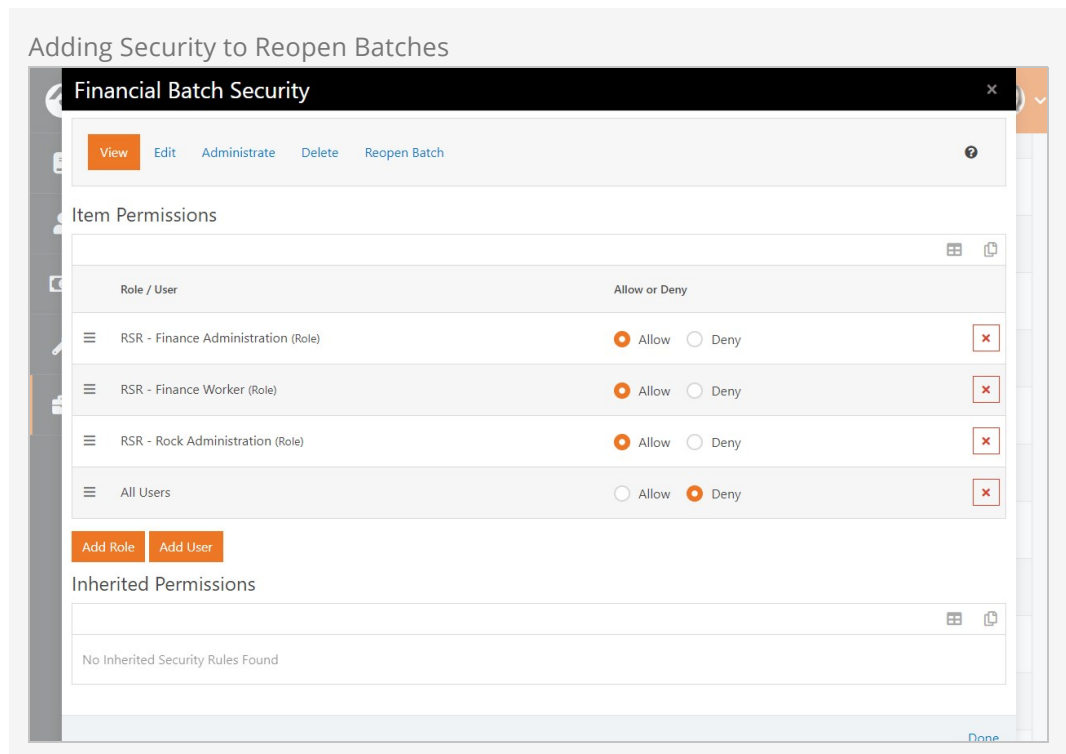 Adding Security to Reopen Batches
Financial Batch Security
View Edit Administrate Delete Reopen Batch
Item Permissions
Role / User Allow or Deny
RSR - Finance Administration (Role) Allow Deny
RSR - Finance Worker (Role) Allow Deny
RSR - Rock Administration (Role) Allow Deny
All Users Allow Deny
Add Role Add User
Inherited Permissions
No Inherited Security Rules Found
Done